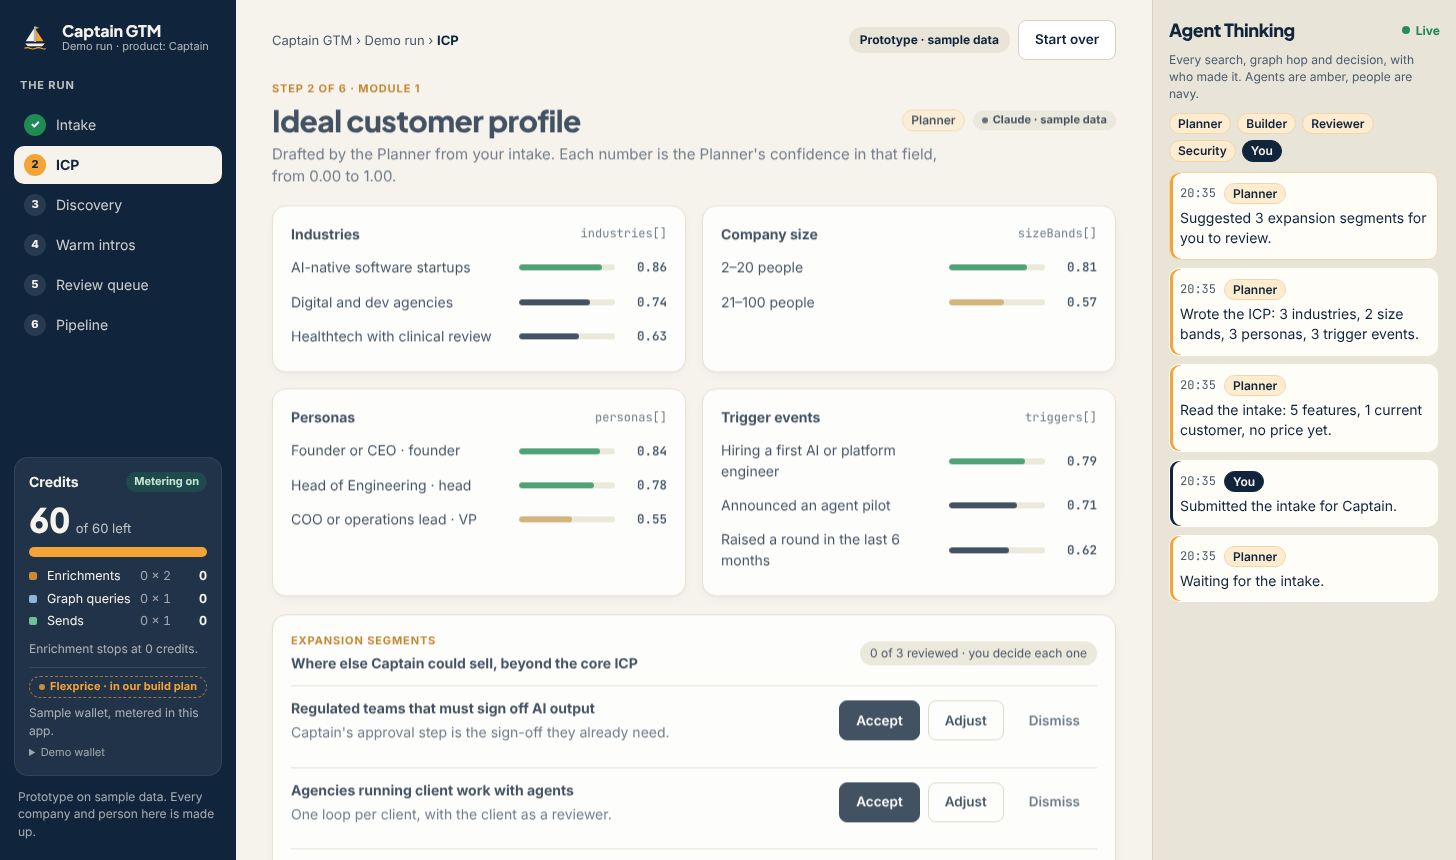 Captain GTM
Demo run · product: Captain
THE RUN
Intake
2 ICP
3 Discovery
4 Warm intros
5 Review queue
6 Pipeline
Credits Metering on
60 of 60 left
Enrichments 0 × 2 0
Graph queries 0 × 1 0
Sends 0 × 1 0
Enrichment stops at 0 credits.
Flexprice · in our build plan
Sample wallet, metered in this
app.
Demo wallet
Prototype on sample data. Every
company and person here is made
up.
Captain GTM › Demo run › ICP
Prototype · sample data
Start over
STEP 2 OF 6 · MODULE 1
Ideal customer profile
Planner
Claude · sample data
Drafted by the Planner from your intake. Each number is the Planner's confidence in that field,
from 0.00 to 1.00.
Industries industries[]
AI-native software startups 0.86
Digital and dev agencies 0.74
Healthtech with clinical review 0.63
Company size sizeBands[]
2–20 people 0.81
21–100 people 0.57
Personas personas[]
Founder or CEO · founder 0.84
Head of Engineering · head 0.78
COO or operations lead · VP 0.55
Trigger events triggers[]
Hiring a first AI or platform
engineer 0.79
Announced an agent pilot 0.71
Raised a round in the last 6
months 0.62
EXPANSION SEGMENTS
Where else Captain could sell, beyond the core ICP
0 of 3 reviewed · you decide each one
Regulated teams that must sign off AI output
Captain's approval step is the sign-off they already need.
Accept Adjust Dismiss
Agencies running client work with agents
One loop per client, with the client as a reviewer.
Accept Adjust Dismiss
Agent Thinking Live
Every search, graph hop and decision, with
who made it. Agents are amber, people are
navy.
Planner Builder Reviewer
Security You
20:35 Planner
Suggested 3 expansion segments for
you to review.
20:35 Planner
Wrote the ICP: 3 industries, 2 size
bands, 3 personas, 3 trigger events.
20:35 Planner
Read the intake: 5 features, 1 current
customer, no price yet.
20:35 You
Submitted the intake for Captain.
20:35 Planner
Waiting for the intake.